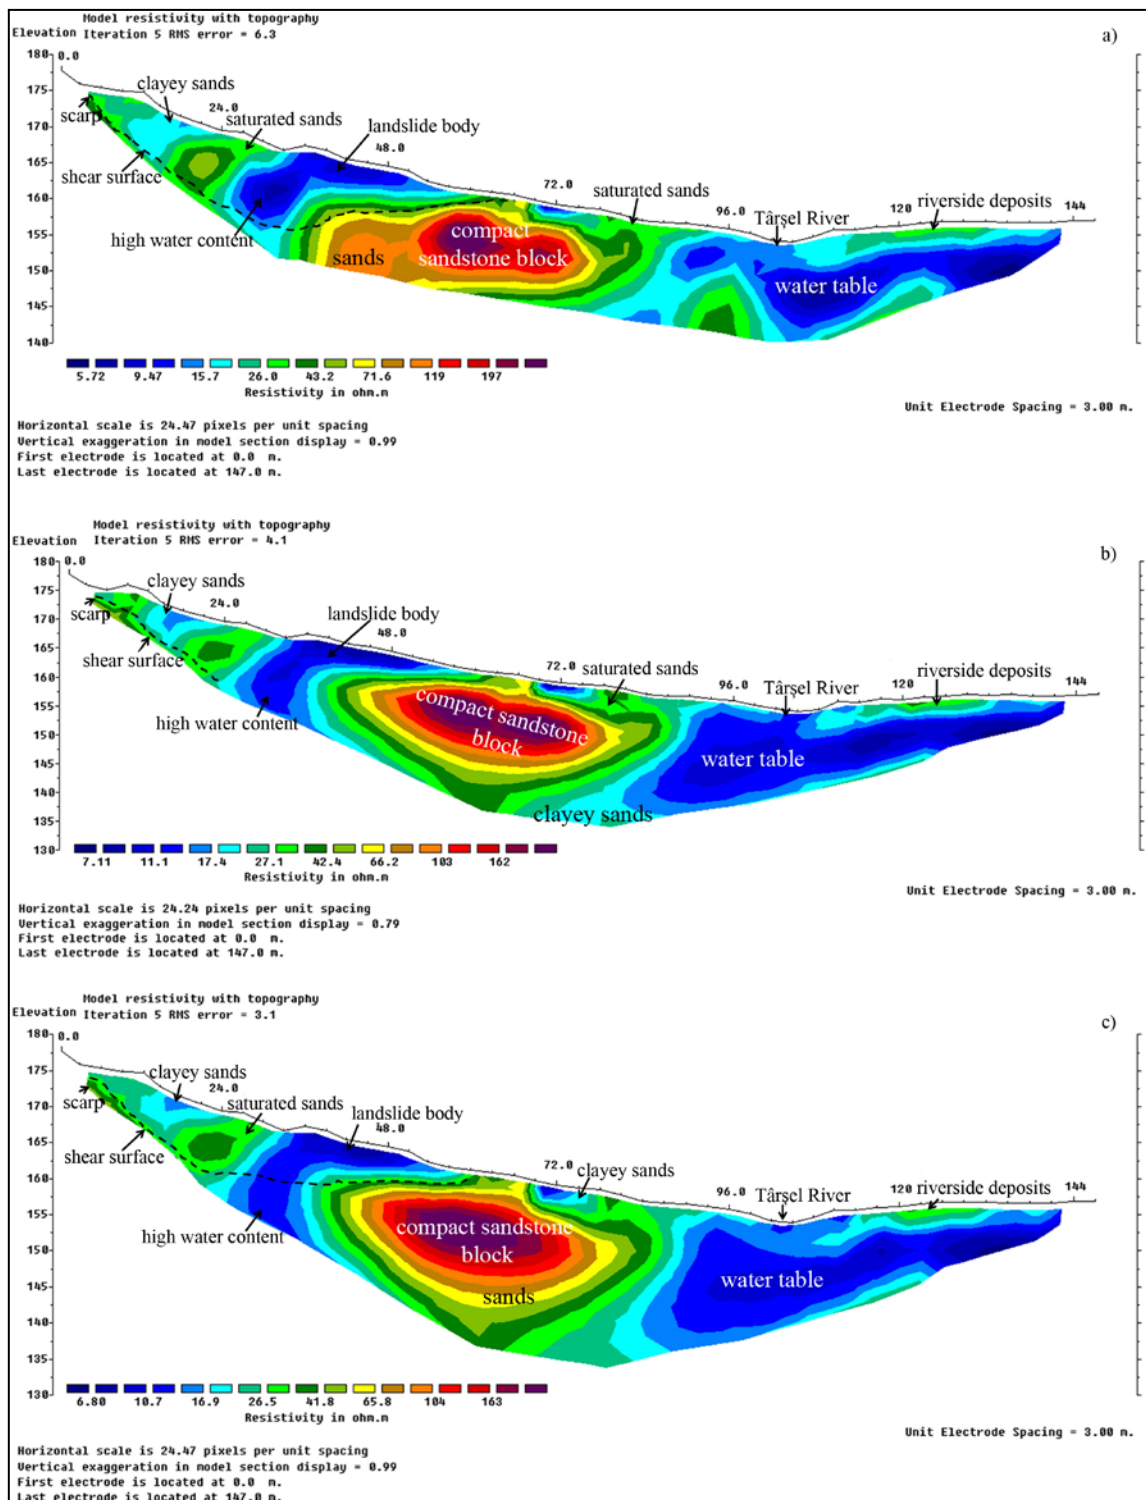 Model resistivity with topography
Elevation Iteration 5 RMS error = 6.3
a)
180
0.0
clayey sands
175
scarp
24.0
saturated sands
170
landslide body
48.0
165
shear surface
saturated sands
72.0
160
96.0
Târsel River
120
riverside deposits
144
high water content
155
sands
compact
sandstone block
150
water table
145
140
5.72 9.47 15.7 26.0 43.2 71.6 119 197
Resistivity in ohm.m
Unit Electrode Spacing = 3.00 m.
Horizontal scale is 24.47 pixels per unit spacing
Vertical exaggeration in model section display = 0.99
First electrode is located at 0.0 m.
Last electrode is located at 147.0 m.
Model resistivity with topography
Elevation Iteration 5 RMS error = 4.1
b)
180
0.0
clayey sands
175
scarp
24.0
landslide body
170
48.0
165
shear surface
72.0
saturated sands
riverside deposits
160
96.0
Târsel River
120
144
high water content
155
compact sandstone
block
150
water table
145
140
clayey sands
135
130
7.11 11.1 17.4 27.1 42.4 66.2 103 162
Resistivity in ohm.m
Unit Electrode Spacing = 3.00 m.
Horizontal scale is 24.24 pixels per unit spacing
Vertical exaggeration in model section display = 0.79
First electrode is located at 0.0 m.
Last electrode is located at 147.0 m.
Model resistivity with topography
Elevation Iteration 5 RMS error = 3.1
c)
180
0.0
clayey sands
175
scarp
24.0
saturated sands
170
landslide body
48.0
165
shear surface
72.0
clayey sands
160
96.0
Târsel River
120
riverside deposits
144
high water content
155
compact sandstone
block
150
water table
145
sands
140
135
130
6.80 10.7 16.9 26.5 41.8 65.8 104 163
Resistivity in ohm.m
Unit Electrode Spacing = 3.00 m.
Horizontal scale is 24.47 pixels per unit spacing
Vertical exaggeration in model section display = 0.99
First electrode is located at 0.0 m.
Last electrode is located at 147.0 m.